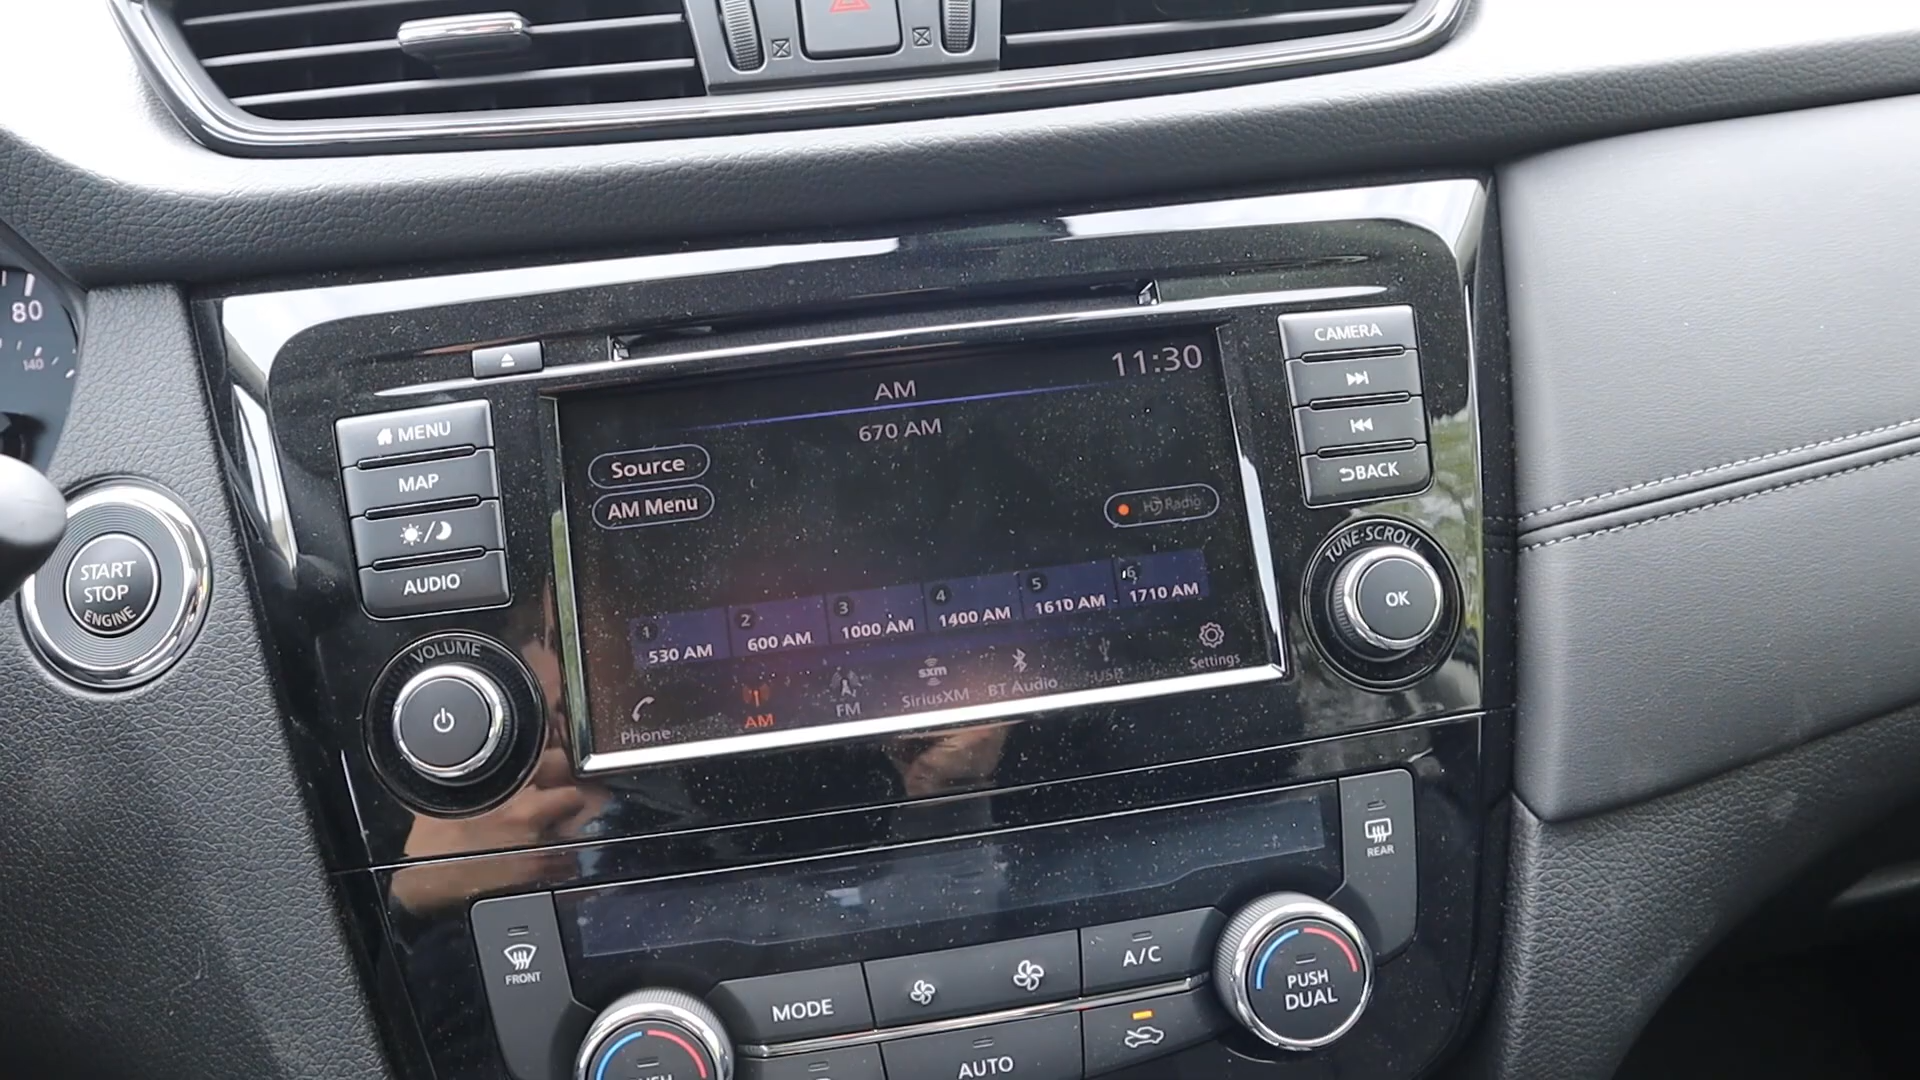 80
140
CAMERA
11:30
AM
670 AM
MENU
MAP
AUDIO
BACK
Source
AM Menu
HD Radio
START
STOP
ENGINE
VOLUME
TUNE·SCROLL
OK
1
2
3
4
5
6
530 AM
600 AM
1000 AM
1400 AM
1610 AM
1710 AM
Phone
AM
FM
sxm
SiriusXM
BT Audio
USB
Settings
REAR
FRONT
MODE
A/C
AUTO
PUSH
DUAL